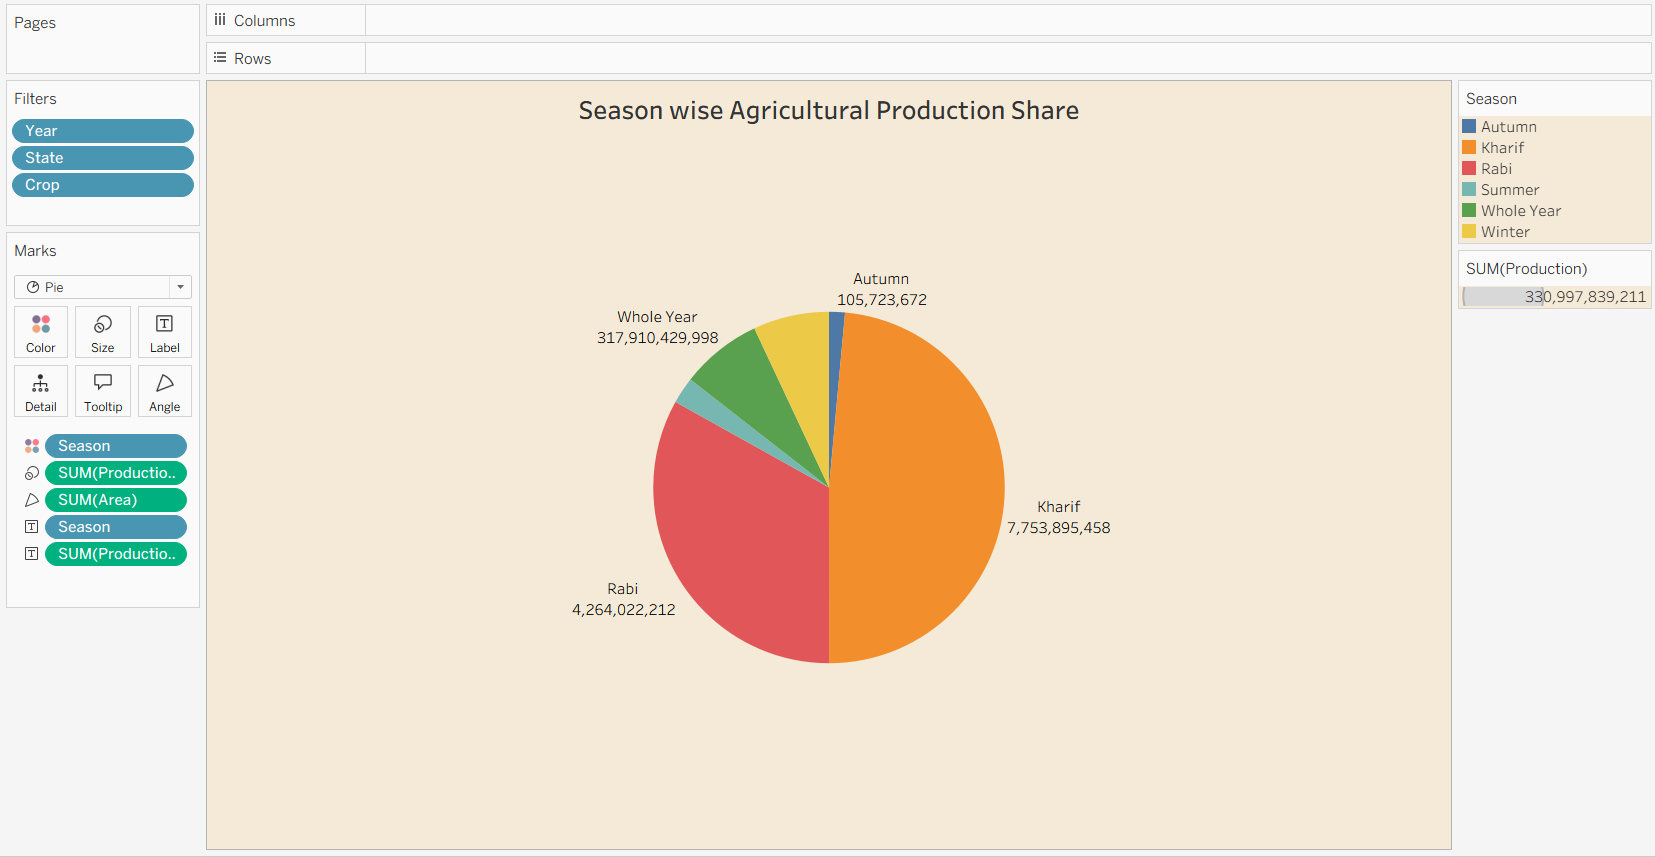 Pages
Columns
Rows
Filters
Year
State
Crop
Marks
Pie
Color
Size
Label
Detail
Tooltip
Angle
Season
SUM(Productio..
SUM(Area)
Season
SUM(Productio..
Season wise Agricultural Production Share
Autumn
105,723,672
Whole Year
317,910,429,998
Kharif
7,753,895,458
Rabi
4,264,022,212
Season
Autumn
Kharif
Rabi
Summer
Whole Year
Winter
SUM(Production)
330,997,839,211